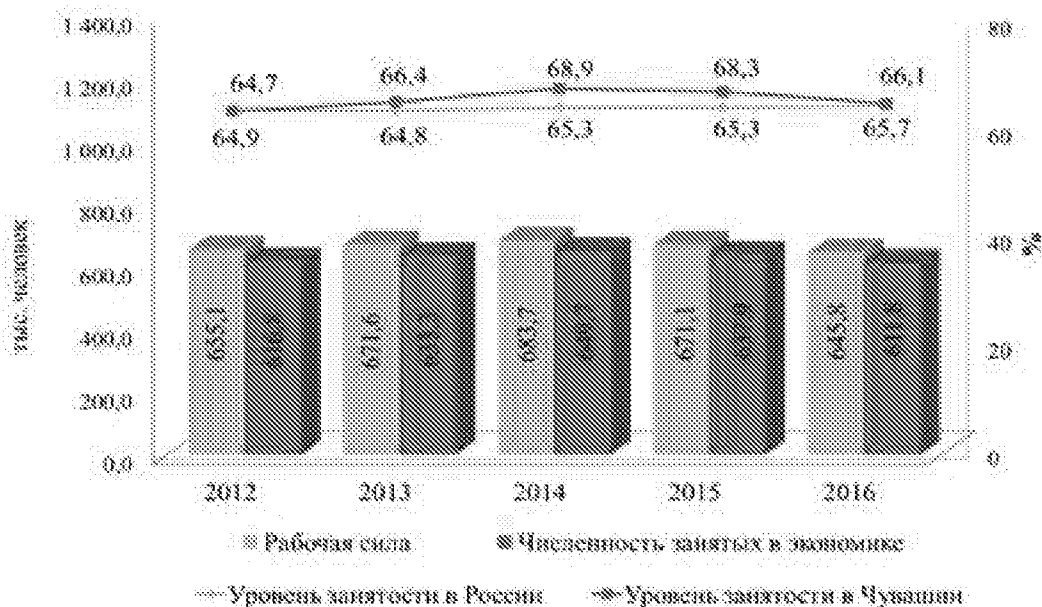 1 400,0
1 200,0
1 000,0
800,0
600,0
400,0
200,0
0,0
тыс. человек
80
60
40
20
0
%
64,7 66,4 68,9 68,3 66,1
64,9 64,8 65,3 65,3 65,7
655,1 671,6 683,7 671,1 645,8 611,8
2012 2013 2014 2015 2016
Рабочая сила Численность занятых в экономике
Уровень занятости в России Уровень занятости в Чувашии